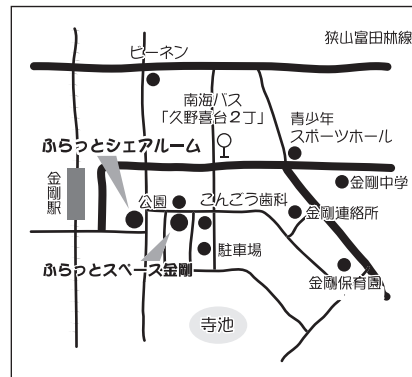 狭山富田林線
ビーネン
南海バス
「久野喜台2丁」
青少年
スポーツホール
ふらっとシェアルーム
金剛中学
金剛駅
公園
こんごう歯科
金剛連絡所
駐車場
ふらっとスペース金剛
金剛保育園
寺池